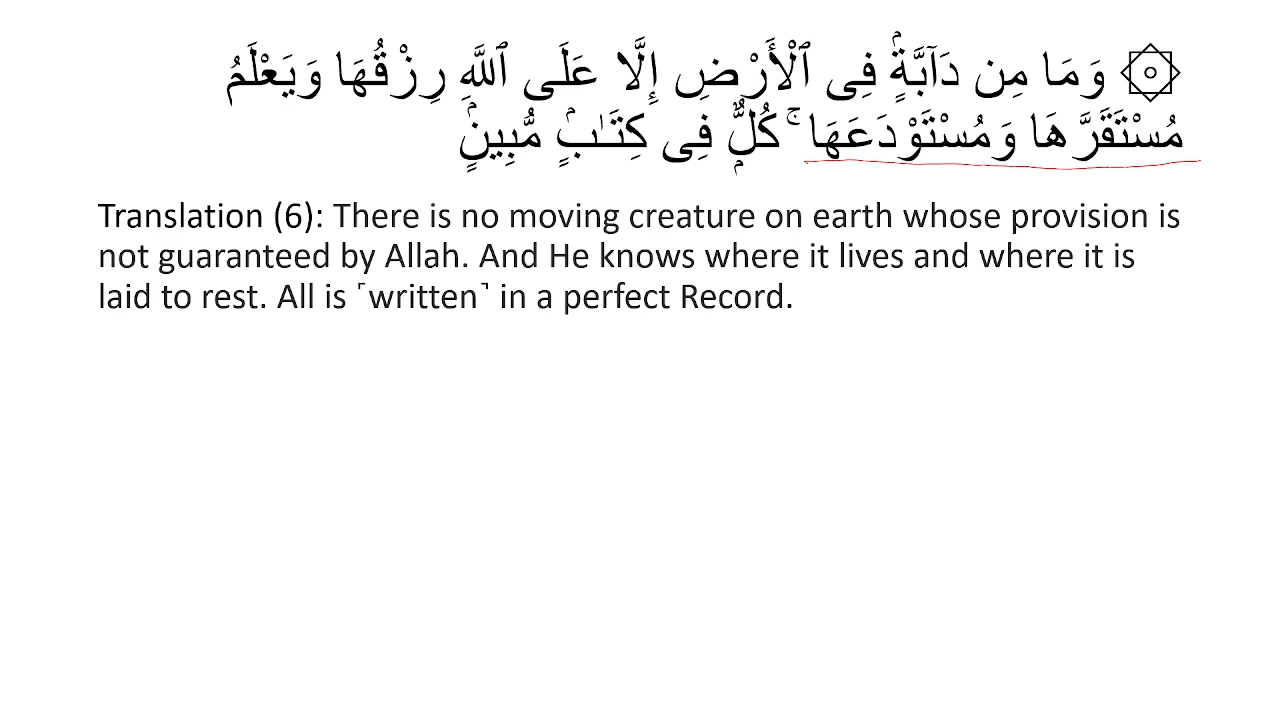 ۞ وَمَا مِن دَآبَّةٍۢ فِى ٱلْأَرْضِ إِلَّا عَلَى ٱللَّهِ رِزْقُهَا وَيَعْلَمُ
مُسْتَقَرَّهَا وَمُسْتَوْدَعَهَا ۚ كُلٌّۭ فِى كِتَـٰبٍۢ مُّبِينٍۢ
Translation (6): There is no moving creature on earth whose provision is
not guaranteed by Allah. And He knows where it lives and where it is
laid to rest. All is ˹written˺ in a perfect Record.